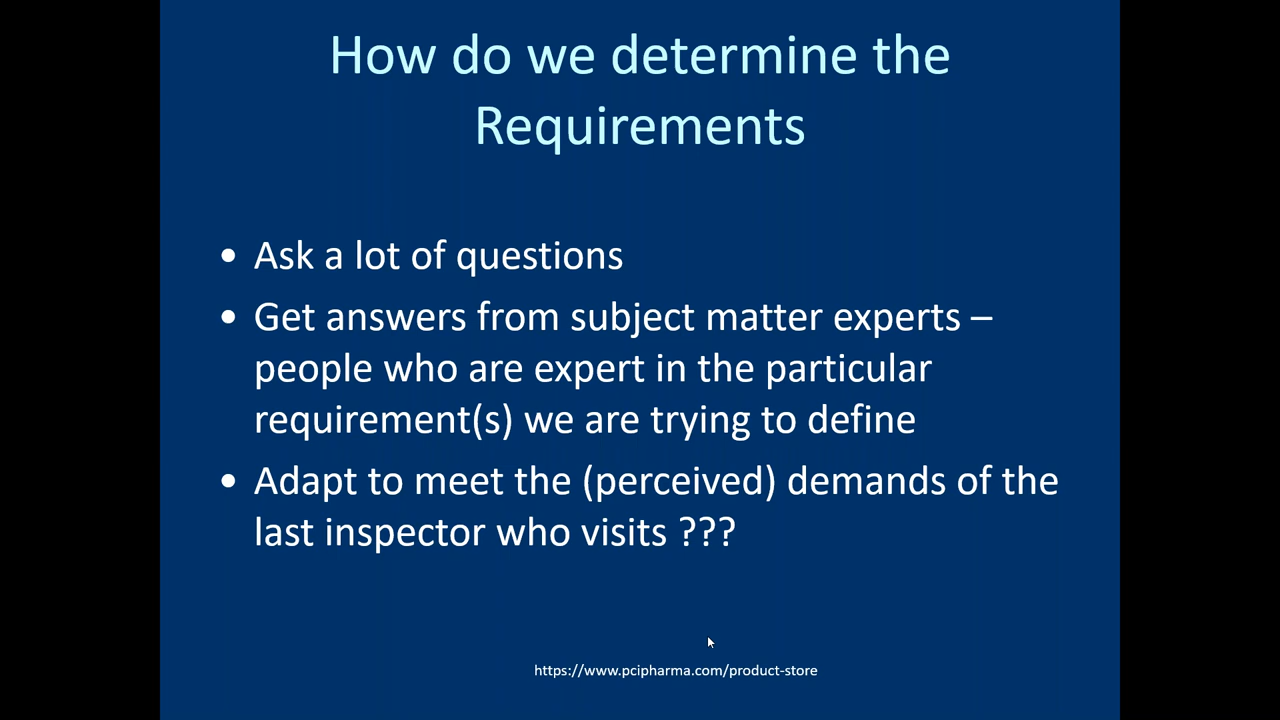 How do we determine the
Requirements
• Ask a lot of questions
• Get answers from subject matter experts –
people who are expert in the particular
requirement(s) we are trying to define
• Adapt to meet the (perceived) demands of the
last inspector who visits ???
https://www.pcipharma.com/product-store